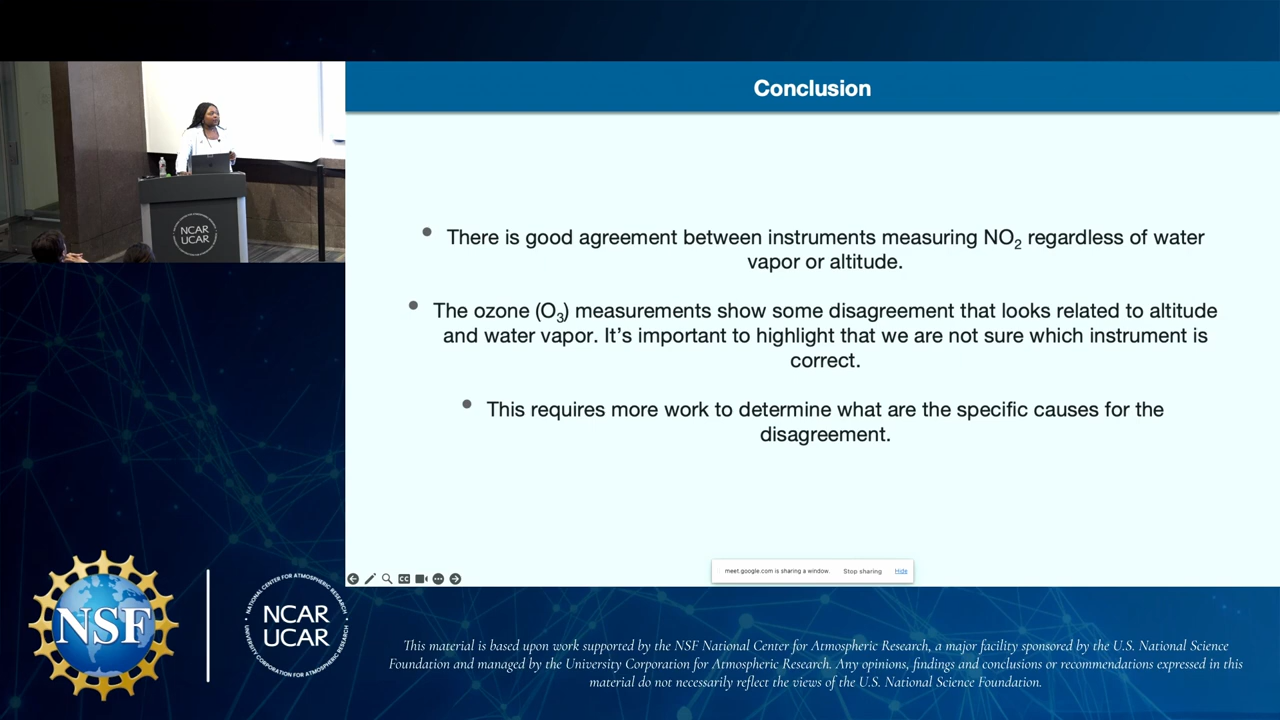 Conclusion
• There is good agreement between instruments measuring NO₂ regardless of water
vapor or altitude.
• The ozone (O₃) measurements show some disagreement that looks related to altitude
and water vapor. It's important to highlight that we are not sure which instrument is
correct.
• This requires more work to determine what are the specific causes for the
disagreement.
meet.google.com is sharing a window.
Stop sharing
Hide
CC
NCAR
UCAR
NSF
NATIONAL CENTER FOR ATMOSPHERIC RESEARCH
NCAR
UCAR
UNIVERSITY CORPORATION FOR ATMOSPHERIC RESEARCH
This material is based upon work supported by the NSF National Center for Atmospheric Research, a major facility sponsored by the U.S. National Science
Foundation and managed by the University Corporation for Atmospheric Research. Any opinions, findings and conclusions or recommendations expressed in this
material do not necessarily reflect the views of the U.S. National Science Foundation.